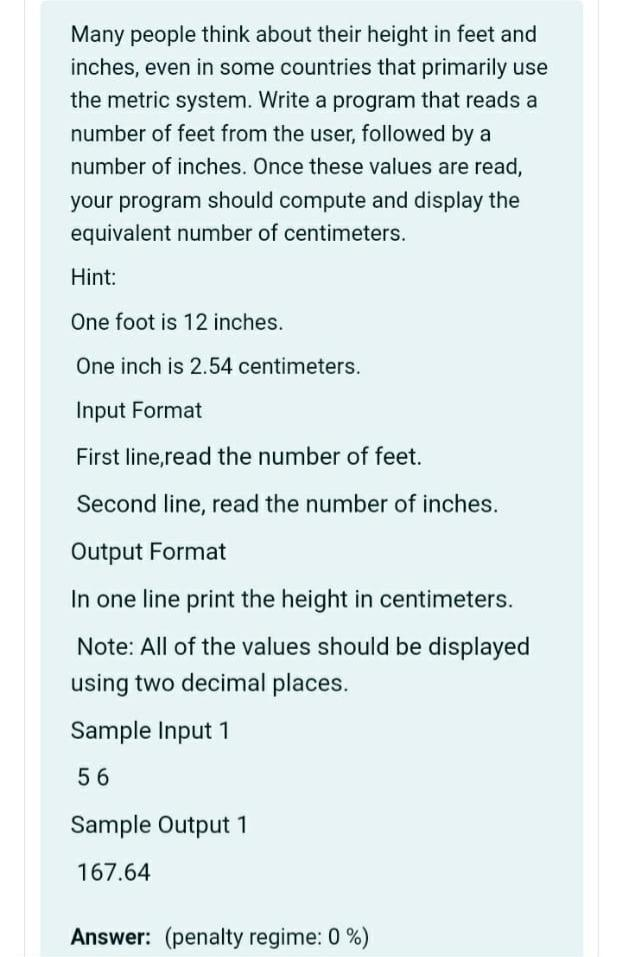 Many people think about their height in feet and
inches, even in some countries that primarily use
the metric system. Write a program that reads a
number of feet from the user, followed by a
number of inches. Once these values are read,
your program should compute and display the
equivalent number of centimeters.
Hint:
One foot is 12 inches.
One inch is 2.54 centimeters.
Input Format
First line,read the number of feet.
Second line, read the number of inches.
Output Format
In one line print the height in centimeters.
Note: All of the values should be displayed
using two decimal places.
Sample Input 1
5 6
Sample Output 1
167.64
Answer: (penalty regime: 0 %)